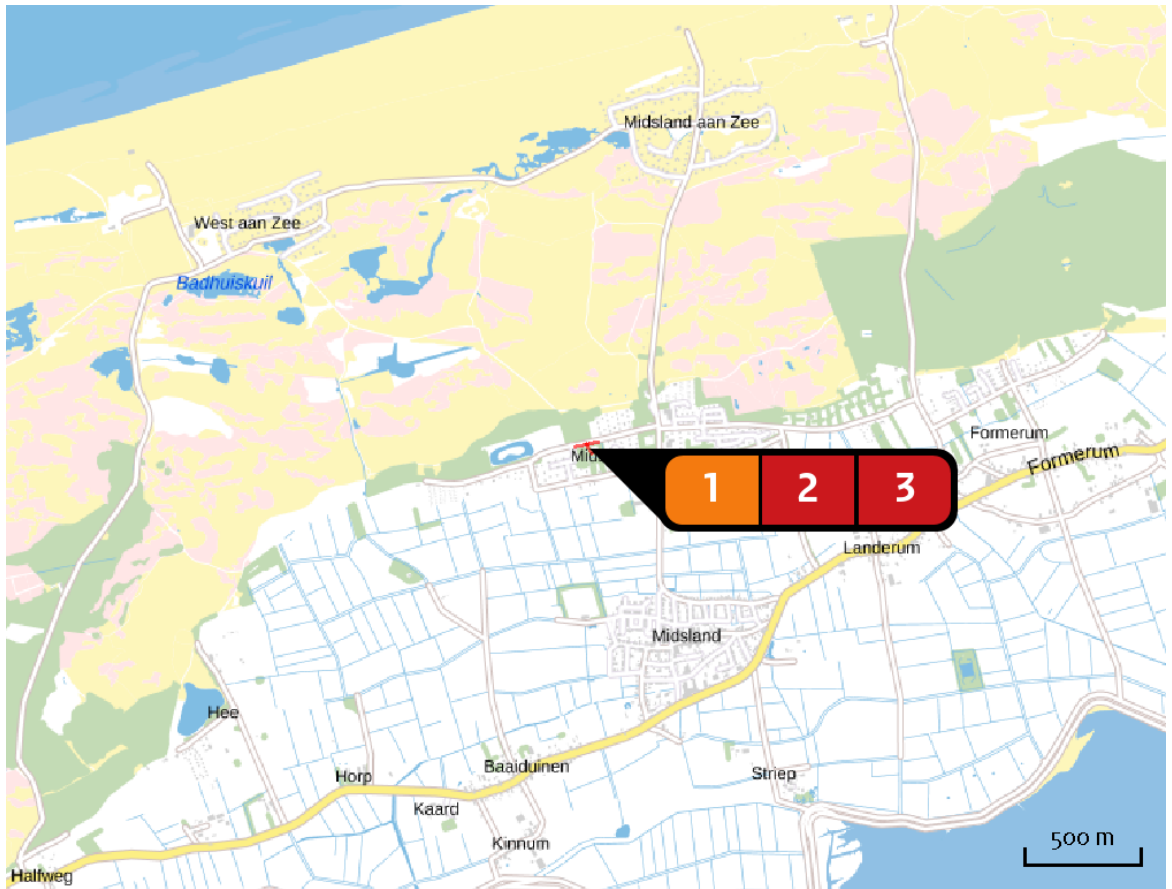 Midsland aan Zee
West aan Zee
Badhuiskuil
Formerum
Formerum
1 2 3
Landerum
Midsland
Hee
Baaiduinen
Horp
Striep
Kaard
Kinnum
500 m
Halfweg